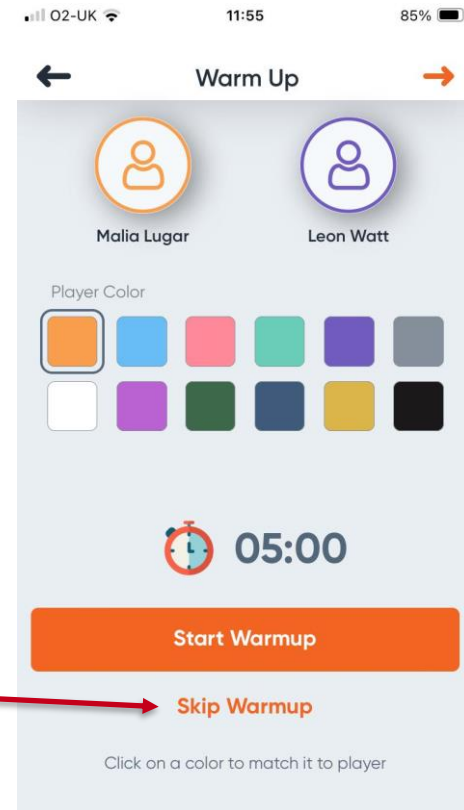 O2-UK 11:55 85%
Warm Up
Malia Lugar Leon Watt
Player Color
05:00
Start Warmup
Skip Warmup
Click on a color to match it to player